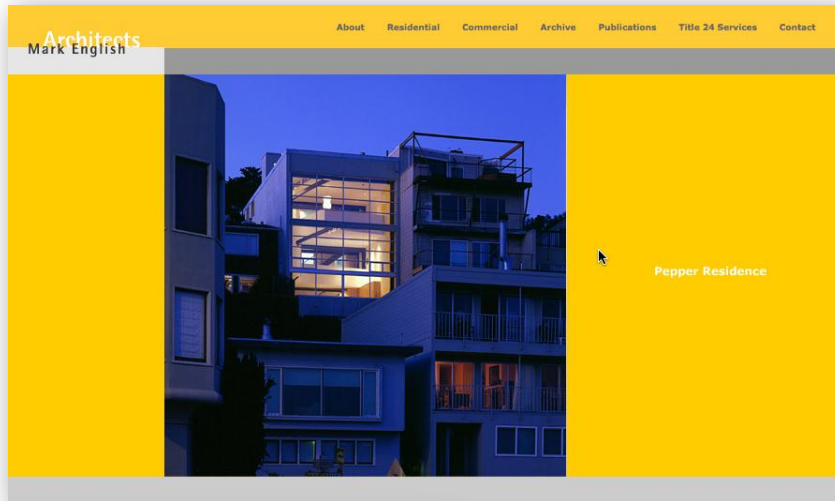 Architects
Mark English
About Residential Commercial Archive Publications Title 24 Services Contact
Pepper Residence